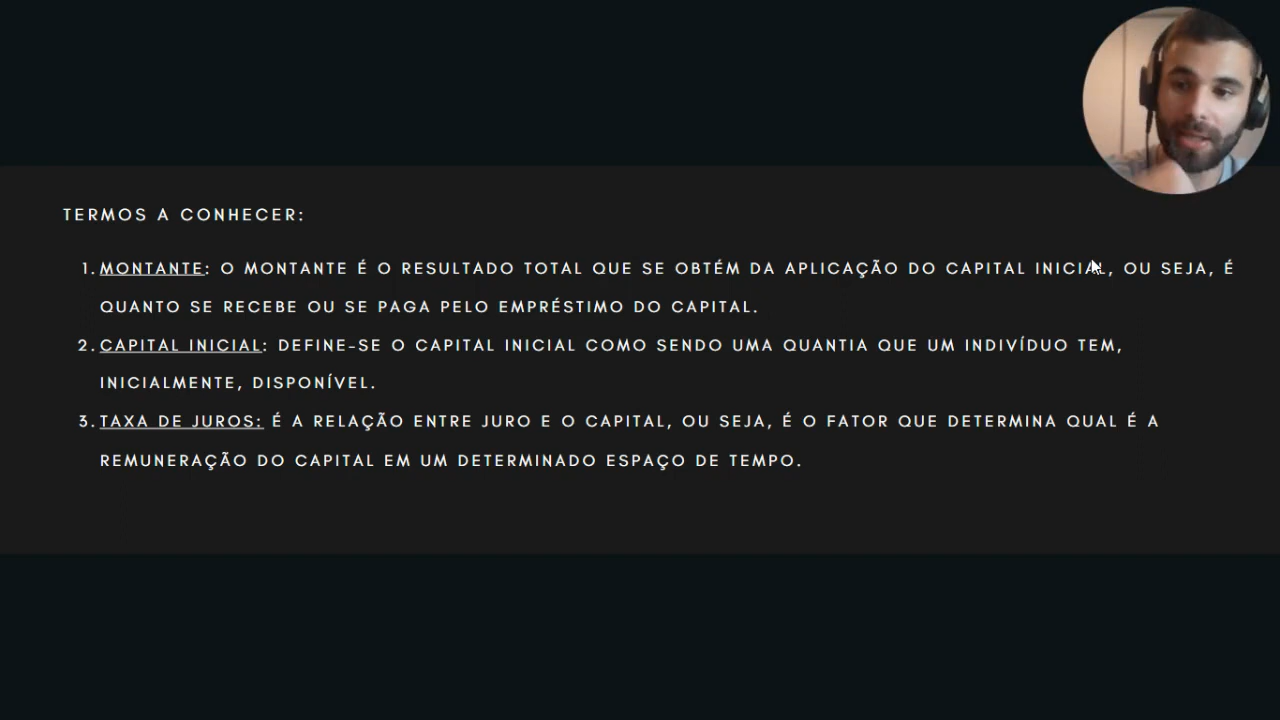 TERMOS A CONHECER:
1. MONTANTE: O MONTANTE É O RESULTADO TOTAL QUE SE OBTÉM DA APLICAÇÃO DO CAPITAL INICIAL, OU SEJA, É
QUANTO SE RECEBE OU SE PAGA PELO EMPRÉSTIMO DO CAPITAL.
2. CAPITAL INICIAL: DEFINE-SE O CAPITAL INICIAL COMO SENDO UMA QUANTIA QUE UM INDIVÍDUO TEM,
INICIALMENTE, DISPONÍVEL.
3. TAXA DE JUROS: É A RELAÇÃO ENTRE JURO E O CAPITAL, OU SEJA, É O FATOR QUE DETERMINA QUAL É A
REMUNERAÇÃO DO CAPITAL EM UM DETERMINADO ESPAÇO DE TEMPO.